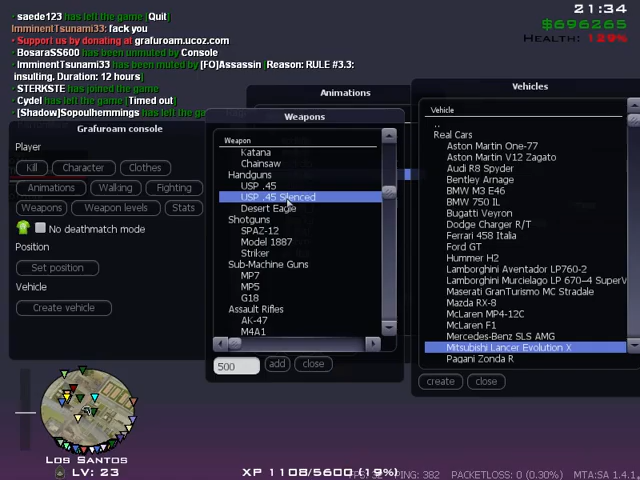 saede123 has left the game (Quit)
ImminentTsunami33: fack you
Support us by donating at grafuroam.ucoz.com
BosaraSS600 has been unmuted by Console
ImminentTsunami33 has been muted by [FO]Assassin (Reason: RULE #3.3:
insulting. Duration: 12 hours)
STERKSTE has joined the game
Cydel has left the game (Timed out)
[Shadow]Sopoulhemmings has left the
21:34
$696265
Health: 129%
Grafuroam console
Player
Kill
Character
Clothes
Animations
Walking
Fighting
Weapons
Weapon levels
Stats
No deathmatch mode
Position
Set position
Vehicle
Create vehicle
Animations
Weapons
Weapon
Katana
Chainsaw
Handguns
USP .45
USP .45 Silenced
Desert Eagle
Shotguns
SPAZ-12
Model 1887
Striker
Sub-Machine Guns
MP7
MP5
G18
Assault Rifles
AK-47
M4A1
500
add
close
Vehicles
Vehicle
..
Real Cars
Aston Martin One-77
Aston Martin V12 Zagato
Audi R8 Spyder
Bentley Arnage
BMW M3 E46
BMW 750 IL
Bugatti Veyron
Dodge Charger R/T
Ferrari 458 Italia
Ford GT
Hummer H2
Lamborghini Aventador LP760-2
Lamborghini Murcielago LP 670-4 SuperV
Maserati GranTurismo MC Stradale
Mazda RX-8
McLaren MP4-12C
McLaren F1
Mercedes-Benz SLS AMG
Mitsubishi Lancer Evolution X
Pagani Zonda R
create
close
Los Santos
LV: 23
XP 1108/5600 (19%)
PING: 382
PACKETLOSS: 0 (0.30%)
MTA:SA 1.4.1